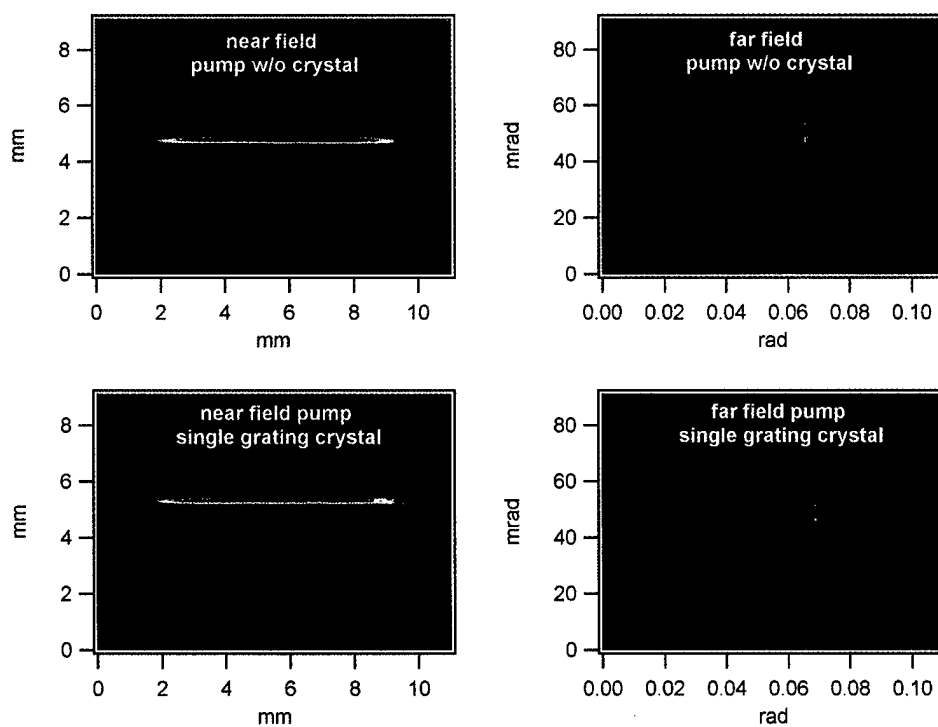 near field
pump w/o crystal
mm
8
6
4
2
0
0 2 4 6 8 10
mm
far field
pump w/o crystal
mrad
80
60
40
20
0
0.00 0.02 0.04 0.06 0.08 0.10
rad
near field pump
single grating crystal
mm
8
6
4
2
0
0 2 4 6 8 10
mm
far field pump
single grating crystal
mrad
80
60
40
20
0
0.00 0.02 0.04 0.06 0.08 0.10
rad